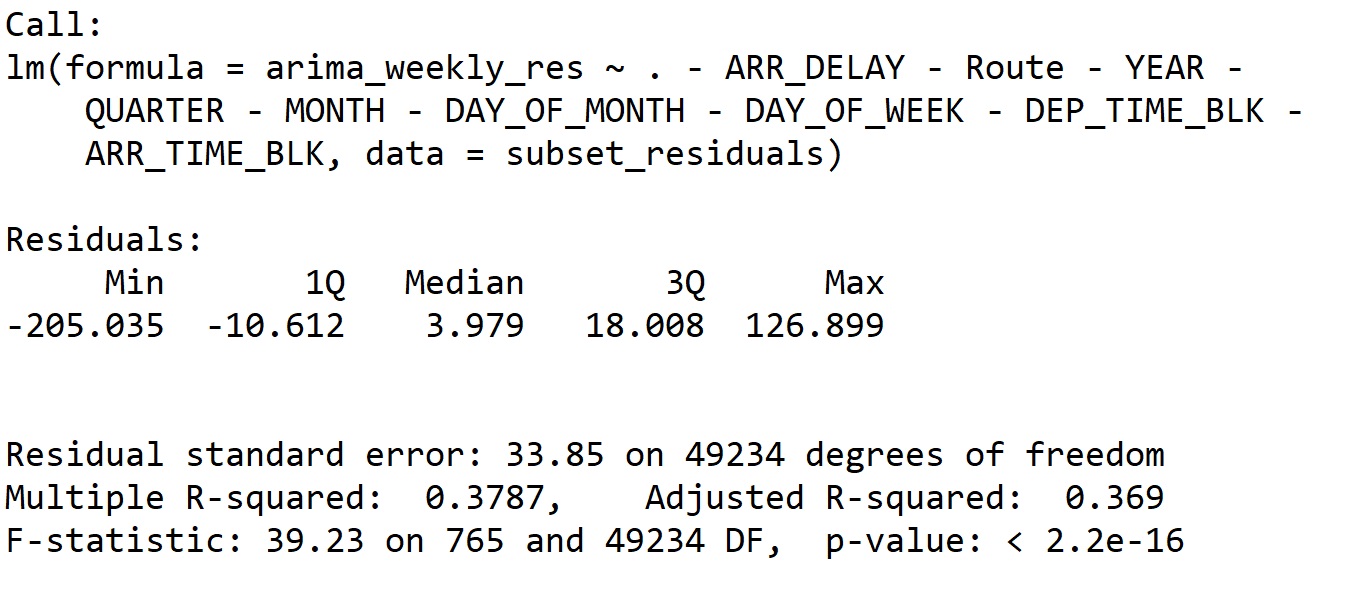 Call:
lm(formula = arima_weekly_res ~ . - ARR_DELAY - Route - YEAR -
QUARTER - MONTH - DAY_OF_MONTH - DAY_OF_WEEK - DEP_TIME_BLK -
ARR_TIME_BLK, data = subset_residuals)
Residuals:
Min 1Q Median 3Q Max
-205.035 -10.612 3.979 18.008 126.899
Residual standard error: 33.85 on 49234 degrees of freedom
Multiple R-squared: 0.3787, Adjusted R-squared: 0.369
F-statistic: 39.23 on 765 and 49234 DF, p-value: < 2.2e-16